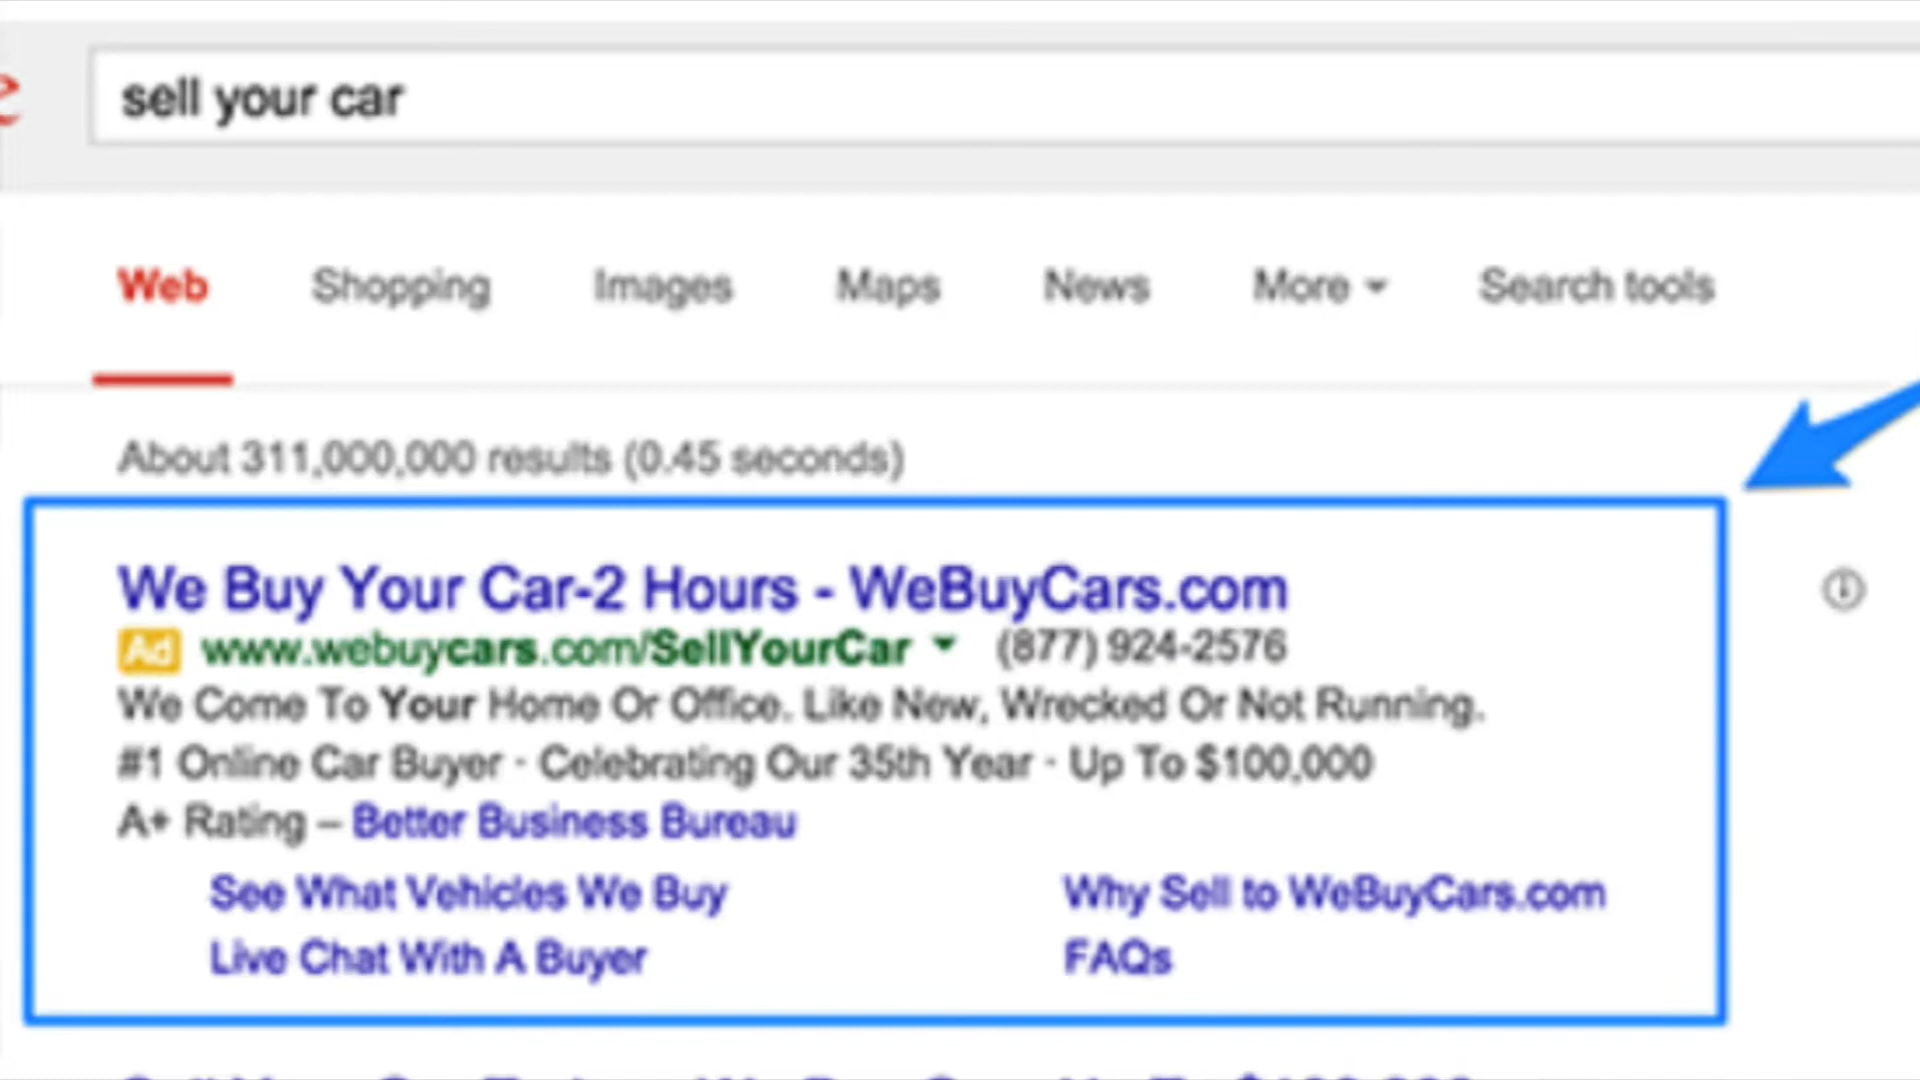 sell your car
Web Shopping Images Maps News More Search tools
About 311,000,000 results (0.45 seconds)
We Buy Your Car-2 Hours - WeBuyCars.com
Ad www.webuycars.com/SellYourCar (877) 924-2576
We Come To Your Home Or Office. Like New, Wrecked Or Not Running.
#1 Online Car Buyer · Celebrating Our 35th Year · Up To $100,000
A+ Rating – Better Business Bureau
See What Vehicles We Buy Why Sell to WeBuyCars.com
Live Chat With A Buyer FAQs